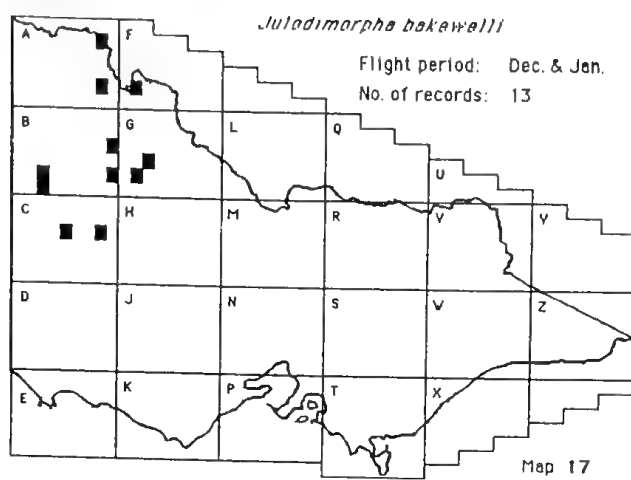 Julodimorpha bakewelli
Flight period: Dec. & Jan.
No. of records: 13
A F
B G L Q
U
C H M R V Y
D J N S W Z
E K P T X
Map 17